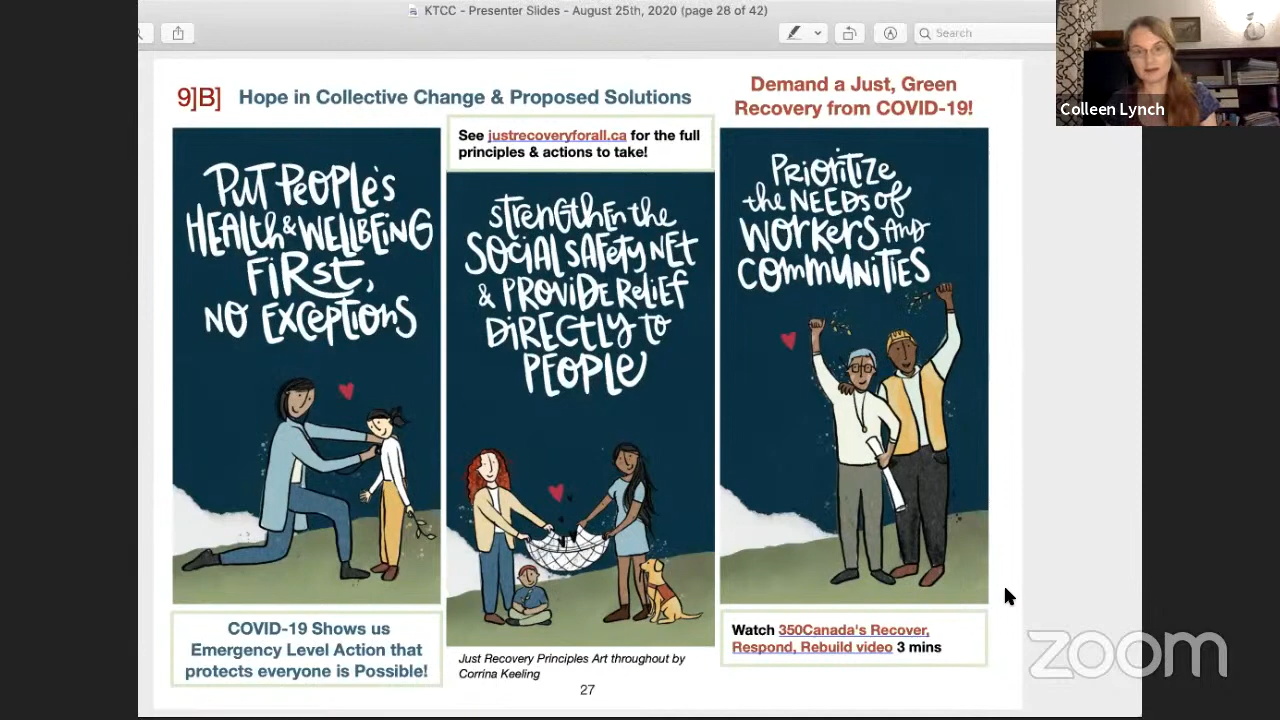 KTCC - Presenter Slides - August 25th, 2020 (page 28 of 42)
Search
Colleen Lynch
9]B] Hope in Collective Change & Proposed Solutions
Demand a Just, Green
Recovery from COVID-19!
See justrecoveryforall.ca for the full
principles & actions to take!
PUT PEOPLE'S
HEALTH & WELLBEING
FIRST,
NO EXCEPTIONS
STRENGTHEN THE
SOCIAL SAFETY NET
& PROVIDE RELIEF
DIRECTLY TO
PEOPLE
PRIORITIZE
THE NEEDS OF
WORKERS AND
COMMUNITIES
COVID-19 Shows us
Emergency Level Action that
protects everyone is Possible!
Just Recovery Principles Art throughout by
Corrina Keeling
Watch 350Canada's Recover,
Respond, Rebuild video 3 mins
27
zoom